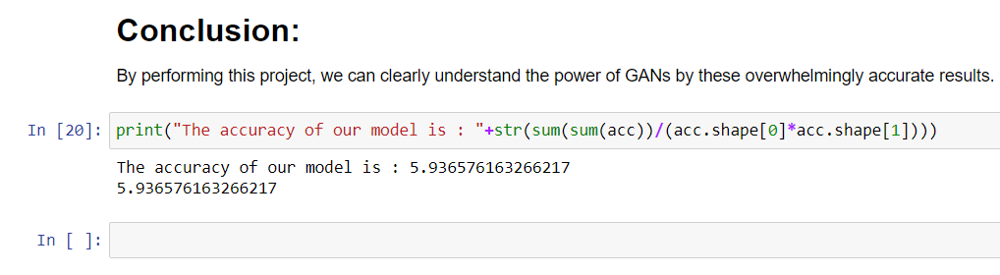 Conclusion:
By performing this project, we can clearly understand the power of GANs by these overwhelmingly accurate results.
In [20]: print("The accuracy of our model is : "+str(sum(sum(acc))/(acc.shape[0]*acc.shape[1])))
The accuracy of our model is : 5.936576163266217
5.936576163266217
In [ ]: